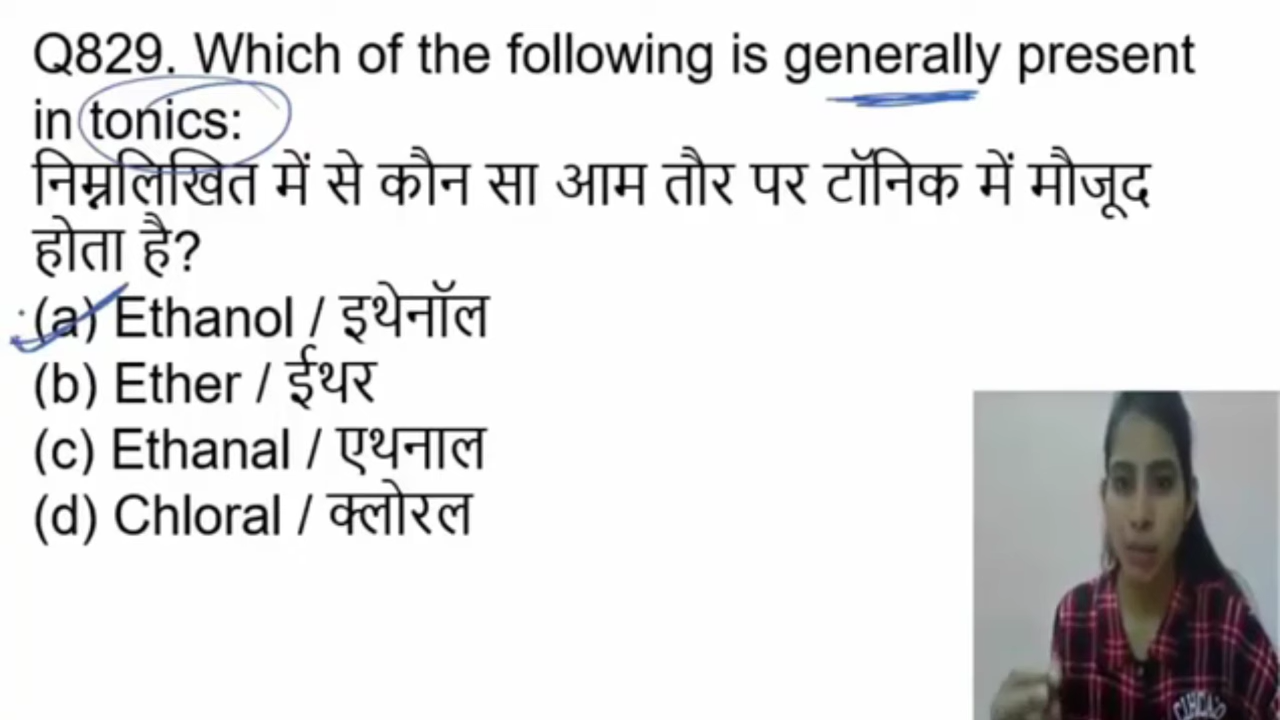 Q829. Which of the following is generally present
in tonics:
निम्नलिखित में से कौन सा आम तौर पर टॉनिक में मौजूद
होता है?
(a) Ethanol / इथेनॉल
(b) Ether / ईथर
(c) Ethanal / एथनाल
(d) Chloral / क्लोरल